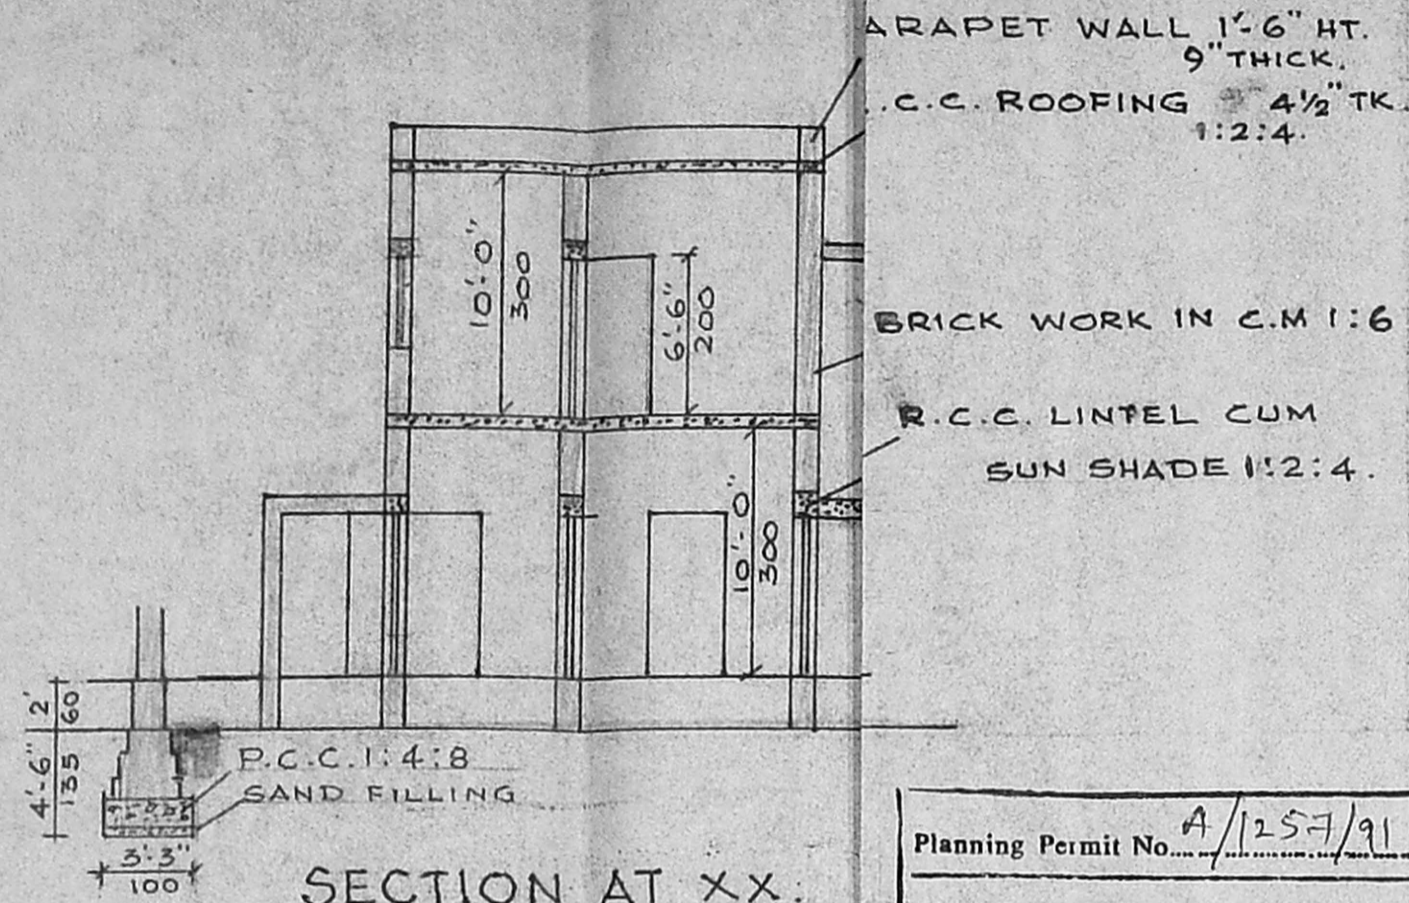 ARAPET WALL 1'-6" HT.
9" THICK.
.C.C. ROOFING 4½" TK.
1:2:4.
10'-0"
300
6'-6"
200
BRICK WORK IN C.M 1:6
R.C.C. LINTEL CUM
SUN SHADE 1:2:4.
10'-0"
300
2'
60
4'-6"
135
P.C.C. 1:4:8
SAND FILLING
3'-3"
100
SECTION AT XX.
Planning Permit No. A/1257/91